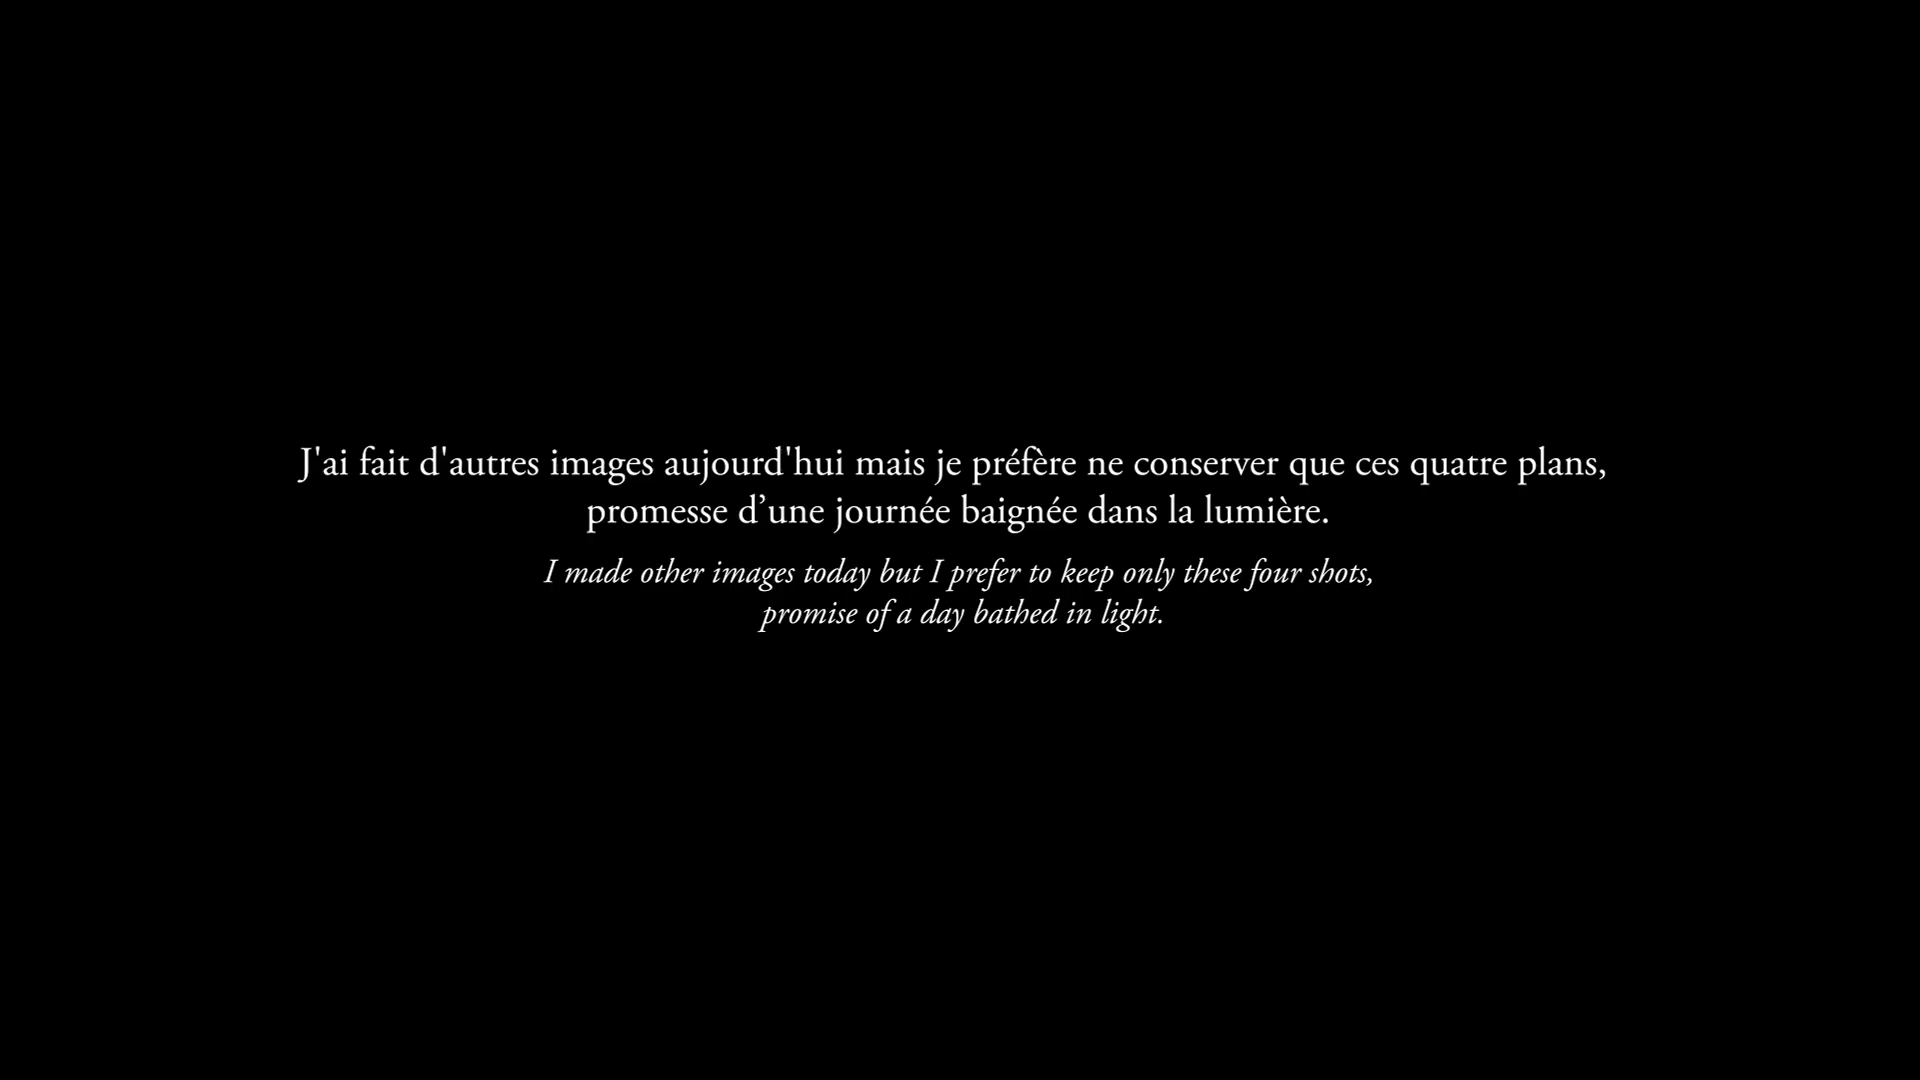 J'ai fait d'autres images aujourd'hui mais je préfère ne conserver que ces quatre plans,
promesse d’une journée baignée dans la lumière.
I made other images today but I prefer to keep only these four shots,
promise of a day bathed in light.